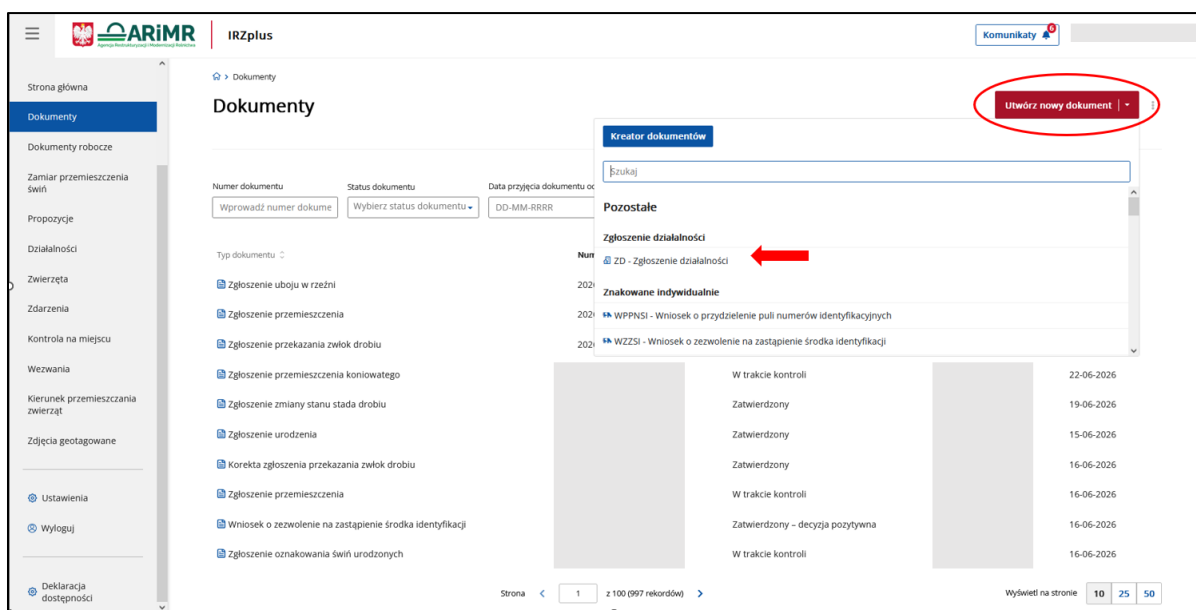 ARiMR
Agencja Restrukturyzacji i Modernizacji Rolnictwa
IRZplus
Komunikaty
6
Strona główna
Dokumenty
Dokumenty robocze
Zamiar przemieszczenia
świń
Propozycje
Działalności
Zwierzęta
Zdarzenia
Kontrola na miejscu
Wezwania
Kierunek przemieszczania
zwierząt
Zdjęcia geotagowane
Ustawienia
Wyloguj
Deklaracja
dostępności
> Dokumenty
Dokumenty
Utwórz nowy dokument
Kreator dokumentów
Szukaj
Pozostałe
Zgłoszenie działalności
ZD - Zgłoszenie działalności
Znakowane indywidualnie
WPPNSI - Wniosek o przydzielenie puli numerów identyfikacyjnych
WZZSI - Wniosek o zezwolenie na zastąpienie środka identyfikacji
Numer dokumentu Status dokumentu Data przyjęcia dokumentu od
Wprowadź numer dokume Wybierz status dokumentu DD-MM-RRRR
Typ dokumentu Num
Zgłoszenie uboju w rzeźni 202
Zgłoszenie przemieszczenia 202
Zgłoszenie przekazania zwłok drobiu 202
Zgłoszenie przemieszczenia koniowatego W trakcie kontroli 22-06-2026
Zgłoszenie zmiany stanu stada drobiu Zatwierdzony 19-06-2026
Zgłoszenie urodzenia Zatwierdzony 15-06-2026
Korekta zgłoszenia przekazania zwłok drobiu Zatwierdzony 16-06-2026
Zgłoszenie przemieszczenia W trakcie kontroli 16-06-2026
Wniosek o zezwolenie na zastąpienie środka identyfikacji Zatwierdzony – decyzja pozytywna 16-06-2026
Zgłoszenie oznakowania świń urodzonych W trakcie kontroli 16-06-2026
Strona < 1 z 100 (997 rekordów) > Wyświetl na stronie 10 25 50